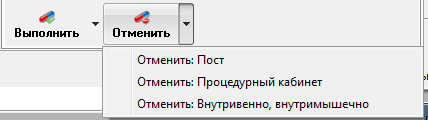 Выполнить Отменить
Отменить: Пост
Отменить: Процедурный кабинет
Отменить: Внутривенно, внутримышечно